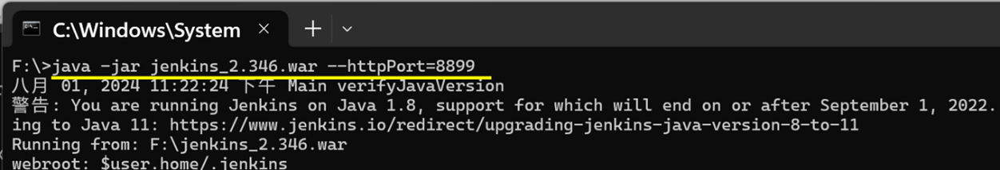 C:\Windows\System
F:\>java -jar jenkins_2.346.war --httpPort=8899
八月 01, 2024 11:22:24 下午 Main verifyJavaVersion
警告: You are running Jenkins on Java 1.8, support for which will end on or after September 1, 2022.
ing to Java 11: https://www.jenkins.io/redirect/upgrading-jenkins-java-version-8-to-11
Running from: F:\jenkins_2.346.war
webroot: $user.home/.jenkins